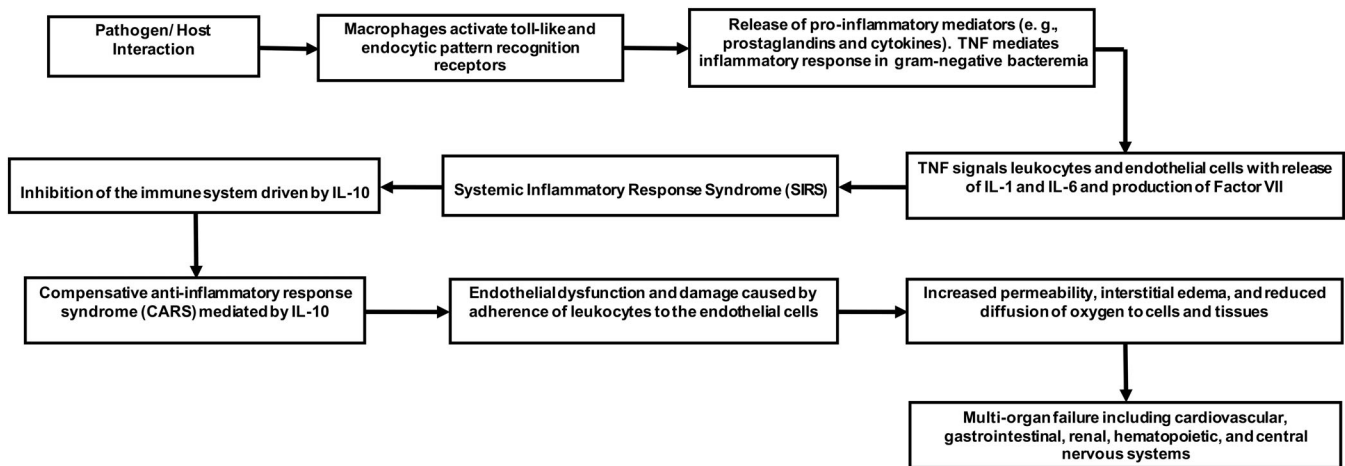 Pathogen/ Host
Interaction
Macrophages activate toll-like and
endocytic pattern recognition
receptors
Release of pro-inflammatory mediators (e. g.,
prostaglandins and cytokines). TNF mediates
inflammatory response in gram-negative bacteremia
TNF signals leukocytes and endothelial cells with release
of IL-1 and IL-6 and production of Factor VII
Systemic Inflammatory Response Syndrome (SIRS)
Inhibition of the immune system driven by IL-10
Compensative anti-inflammatory response
syndrome (CARS) mediated by IL-10
Endothelial dysfunction and damage caused by
adherence of leukocytes to the endothelial cells
Increased permeability, interstitial edema, and reduced
diffusion of oxygen to cells and tissues
Multi-organ failure including cardiovascular,
gastrointestinal, renal, hematopoietic, and central
nervous systems